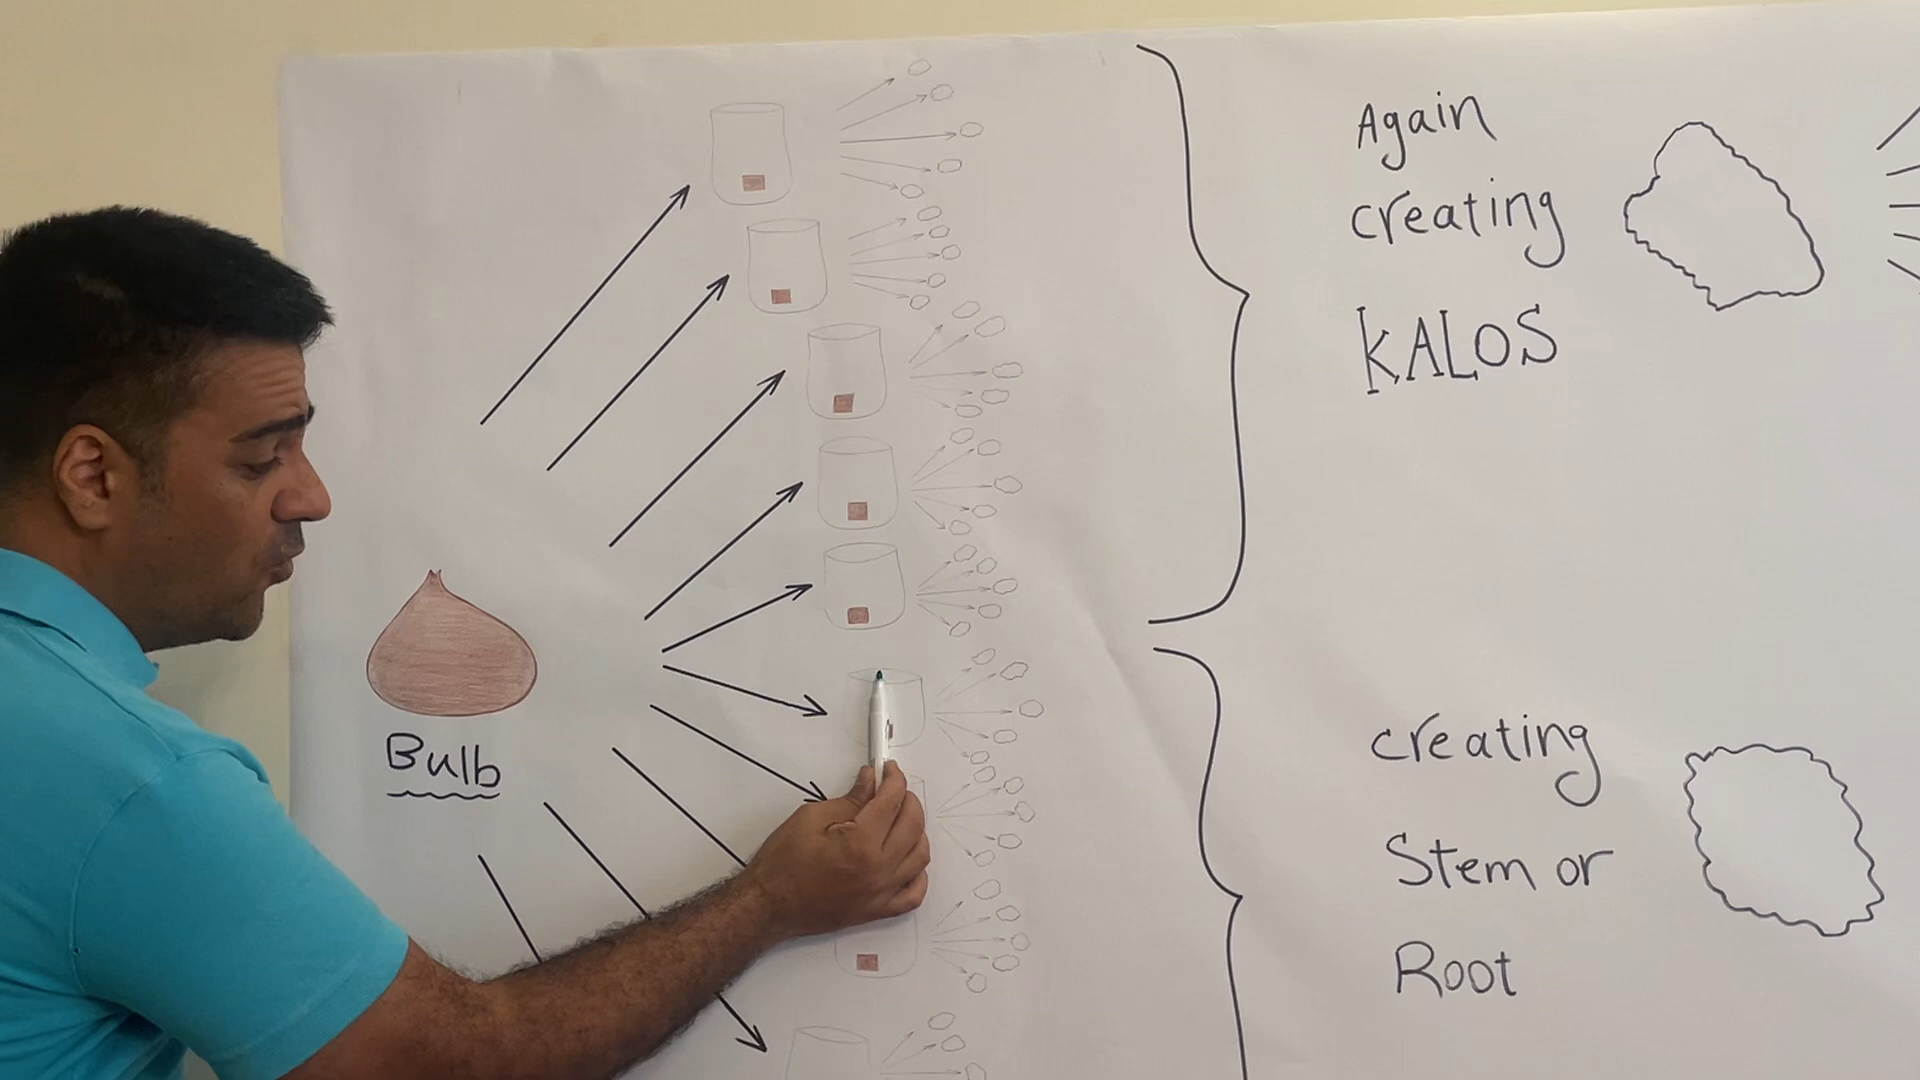 Again
creating
KALOS
Bulb
creating
Stem or
Root